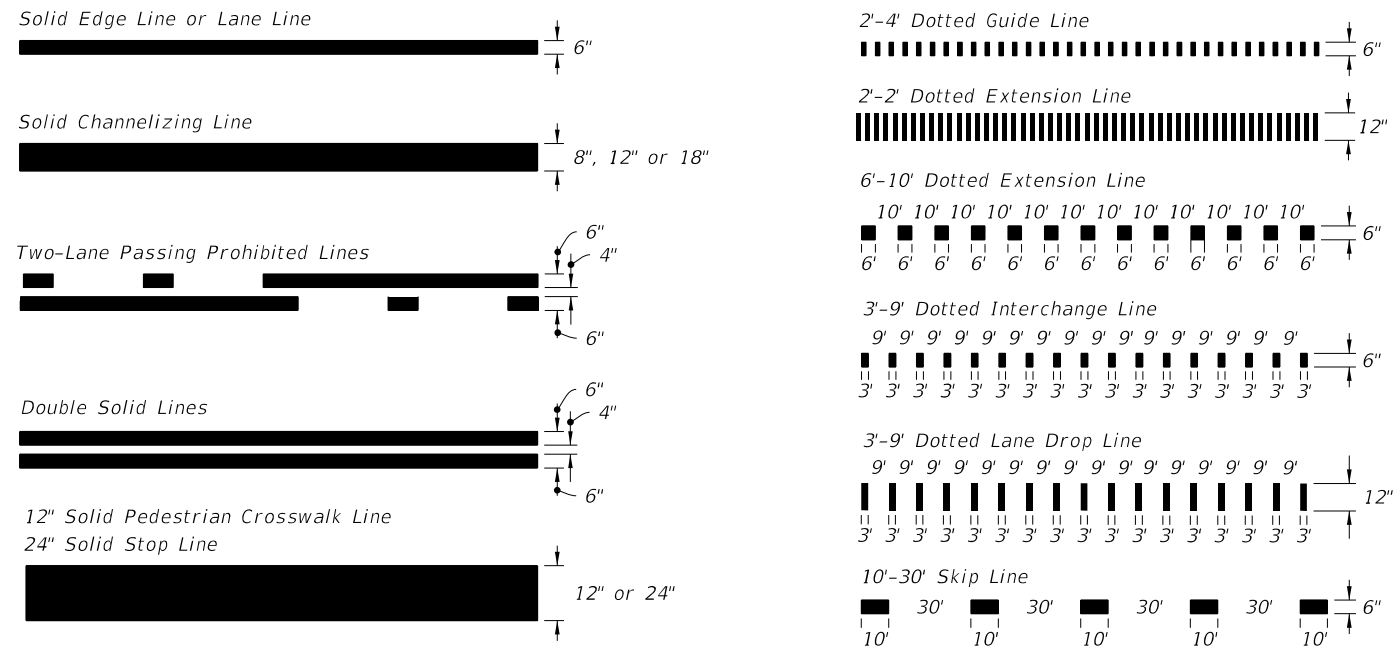 Solid Edge Line or Lane Line
6"
Solid Channelizing Line
8", 12" or 18"
Two-Lane Passing Prohibited Lines
6"
4"
6"
Double Solid Lines
6"
4"
6"
12" Solid Pedestrian Crosswalk Line
24" Solid Stop Line
12" or 24"
2'-4' Dotted Guide Line
6"
2'-2' Dotted Extension Line
12"
6'-10' Dotted Extension Line
10' 10' 10' 10' 10' 10' 10' 10' 10' 10' 10' 10'
6"
6' 6' 6' 6' 6' 6' 6' 6' 6' 6' 6' 6' 6'
3'-9' Dotted Interchange Line
9' 9' 9' 9' 9' 9' 9' 9' 9' 9' 9' 9' 9' 9' 9' 9'
6"
3' 3' 3' 3' 3' 3' 3' 3' 3' 3' 3' 3' 3' 3' 3' 3' 3'
3'-9' Dotted Lane Drop Line
9' 9' 9' 9' 9' 9' 9' 9' 9' 9' 9' 9' 9' 9' 9' 9'
12"
3' 3' 3' 3' 3' 3' 3' 3' 3' 3' 3' 3' 3' 3' 3' 3' 3'
10'-30' Skip Line
30' 30' 30' 30'
6"
10' 10' 10' 10' 10'